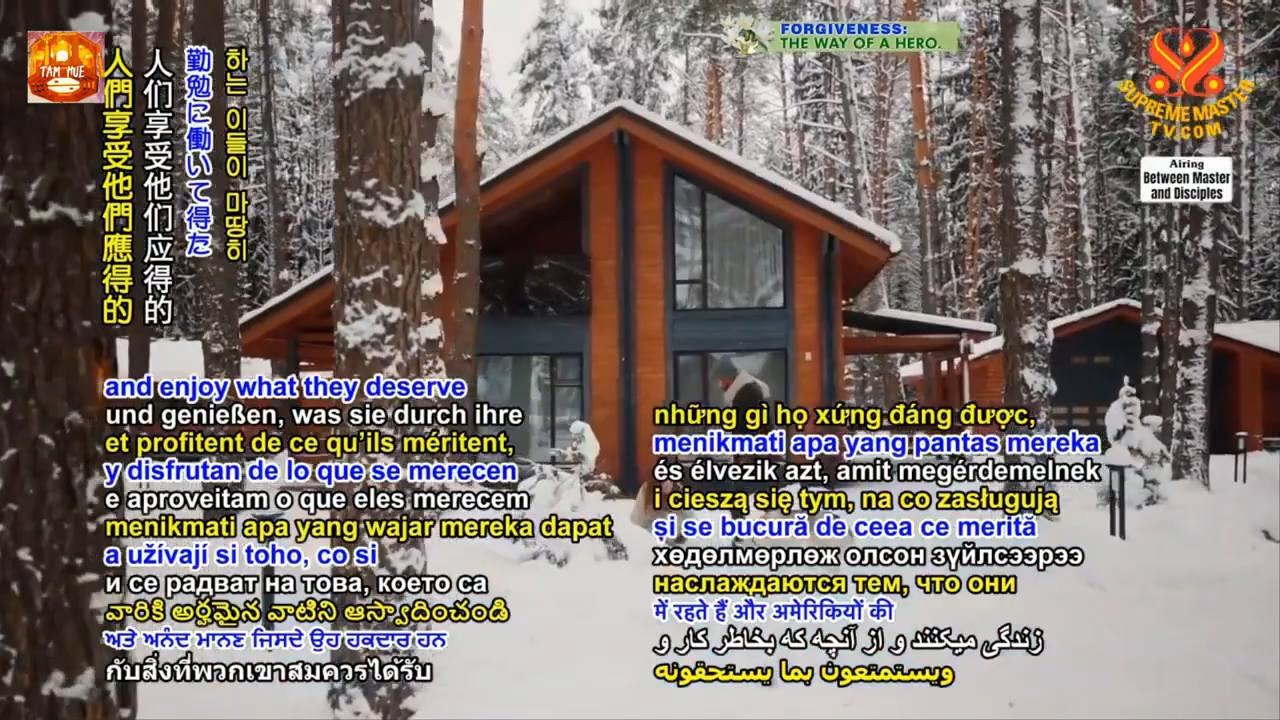 FORGIVENESS:
THE WAY OF A HERO.
TAM HUE
SUPREME MASTER
TV.COM
Airing
Between Master
and Disciples
人們享受他們應得的
人们享受他们应得的
勤勉に働いて得た
하는 이들이 마땅히
and enjoy what they deserve
und genießen, was sie durch ihre
et profitent de ce qu’ils méritent,
y disfrutan de lo que se merecen
e aproveitam o que eles merecem
menikmati apa yang wajar mereka dapat
a užívají si toho, co si
и се радват на това, което са
వారికి అర్హమైన వాటిని ఆస్వాదించండి
ਅਤੇ ਅਨੰਦ ਮਾਨਣ ਜਿਸਦੇ ਉਹ ਹਕਦਾਰ ਹਨ
กับสิ่งที่พวกเขาสมควรได้รับ
những gì họ xứng đáng được,
menikmati apa yang pantas mereka
és élvezik azt, amit megérdemelnek
i cieszą się tym, na co zasługują
și se bucură de ceea ce merită
хөдөлмөрлөж олсон зүйлсээрээ
наслаждаются тем, что они
में रहते हैं और अमेरिकियों की
زندگی میکنند و از آنچه که بخاطر کار و
ويستمتعون بما يستحقونه